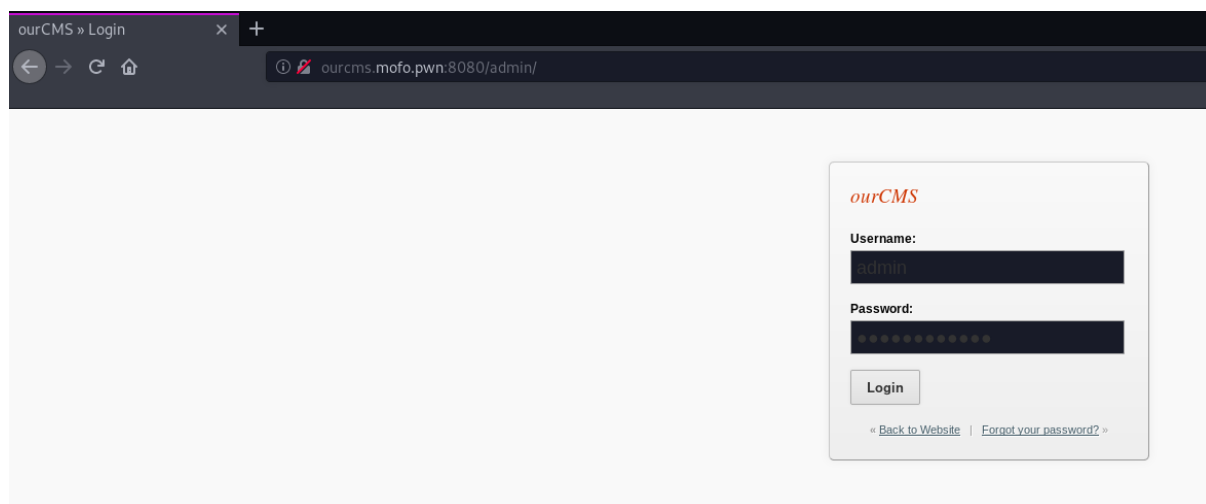 ourCMS » Login
ourcms.mofo.pwn:8080/admin/
ourCMS
Username:
admin
Password:
●●●●●●●●●●●●
Login
« Back to Website | Forgot your password? »